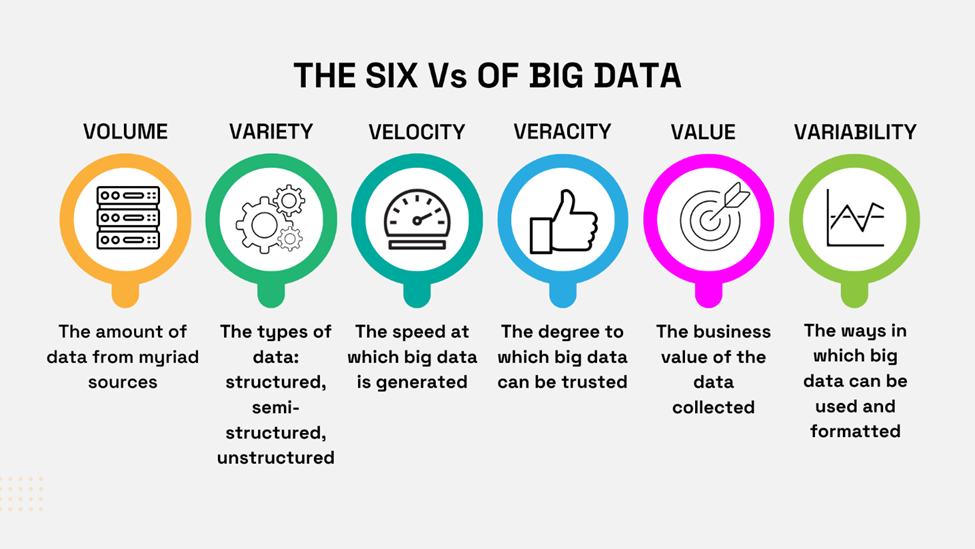 THE SIX Vs OF BIG DATA
VOLUME
The amount of
data from myriad
sources
VARIETY
The types of
data:
structured,
semi-
structured,
unstructured
VELOCITY
The speed at
which big data
is generated
VERACITY
The degree to
which big data
can be trusted
VALUE
The business
value of the
data
collected
VARIABILITY
The ways in
which big
data can be
used and
formatted